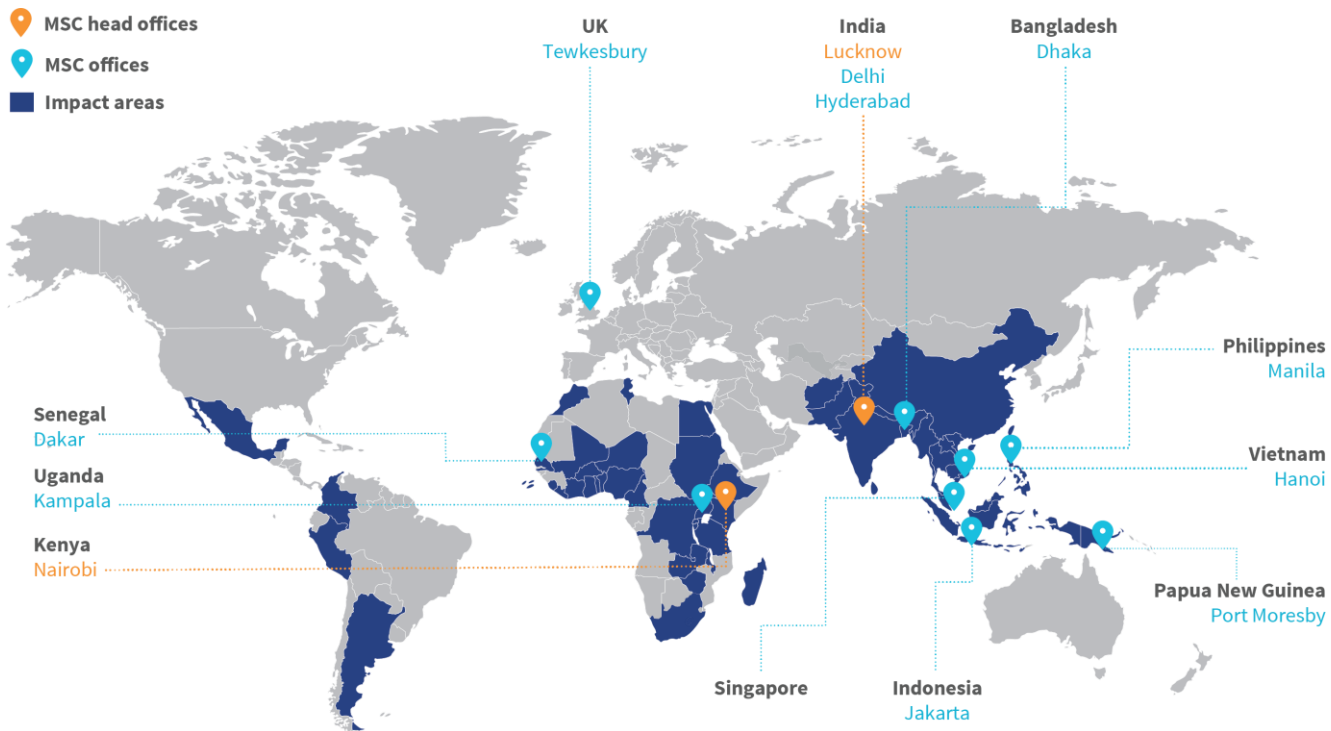 MSC head offices
MSC offices
Impact areas
UK
Tewkesbury
India
Lucknow
Delhi
Hyderabad
Bangladesh
Dhaka
Senegal
Dakar
Uganda
Kampala
Kenya
Nairobi
Philippines
Manila
Vietnam
Hanoi
Papua New Guinea
Port Moresby
Singapore
Indonesia
Jakarta